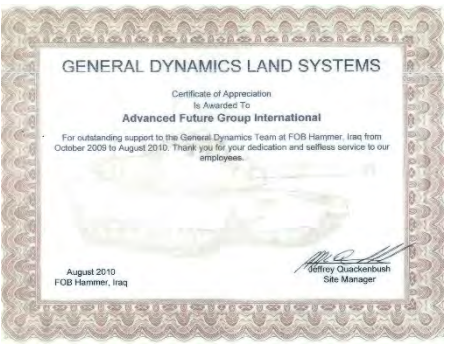 GENERAL DYNAMICS LAND SYSTEMS
Certificate of Appreciation
Is Awarded To
Advanced Future Group International
For outstanding support to the General Dynamics Team at FOB Hammer, Iraq from
October 2009 to August 2010. Thank you for your dedication and selfless service to our
employees.
August 2010
FOB Hammer, Iraq
Jeffrey Quackenbush
Site Manager